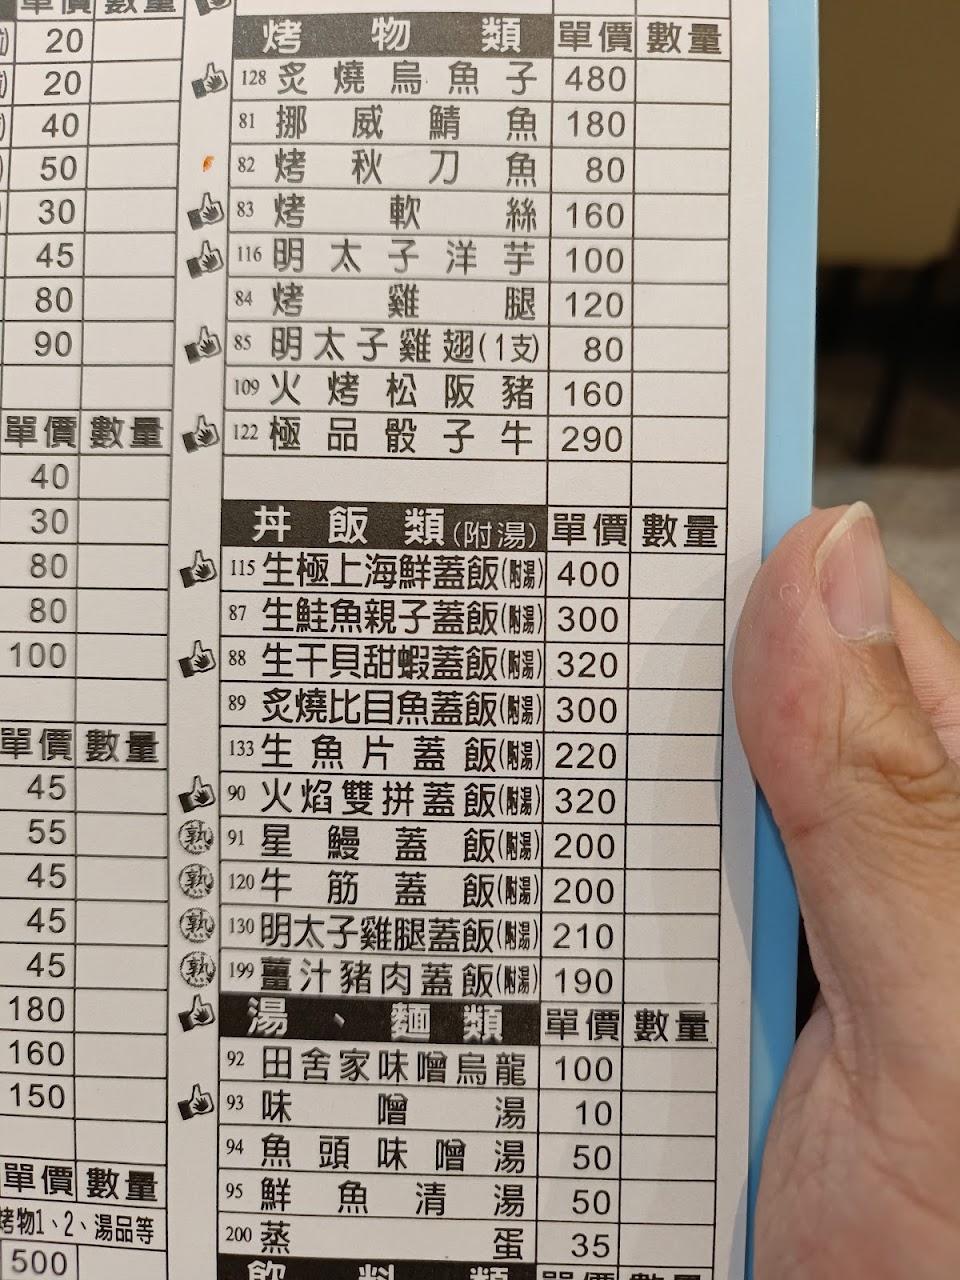 單價 數量
20
20
40
50
30
45
80
90
單價 數量
40
30
80
80
100
單價 數量
45
55
45
45
45
180
160
150
單價 數量
烤物1、2、湯品等
500
烤物類 單價 數量
128 炙燒烏魚子 480
81 挪威鯖魚 180
82 烤秋刀魚 80
83 烤軟絲 160
116 明太子洋芋 100
84 烤雞腿 120
85 明太子雞翅(1支) 80
109 火烤松阪豬 160
122 極品骰子牛 290
丼飯類(附湯) 單價 數量
115 生極上海鮮蓋飯(附湯) 400
87 生鮭魚親子蓋飯(附湯) 300
88 生干貝甜蝦蓋飯(附湯) 320
89 炙燒比目魚蓋飯(附湯) 300
133 生魚片蓋飯(附湯) 220
90 火焰雙拼蓋飯(附湯) 320
熟 91 星鰻蓋飯(附湯) 200
熟 120 牛筋蓋飯(附湯) 200
熟 130 明太子雞腿蓋飯(附湯) 210
熟 199 薑汁豬肉蓋飯(附湯) 190
湯、麵類 單價 數量
92 田舍家味噌烏龍 100
93 味噌湯 10
94 魚頭味噌湯 50
95 鮮魚清湯 50
200 蒸蛋 35
飲料類 單價 數量